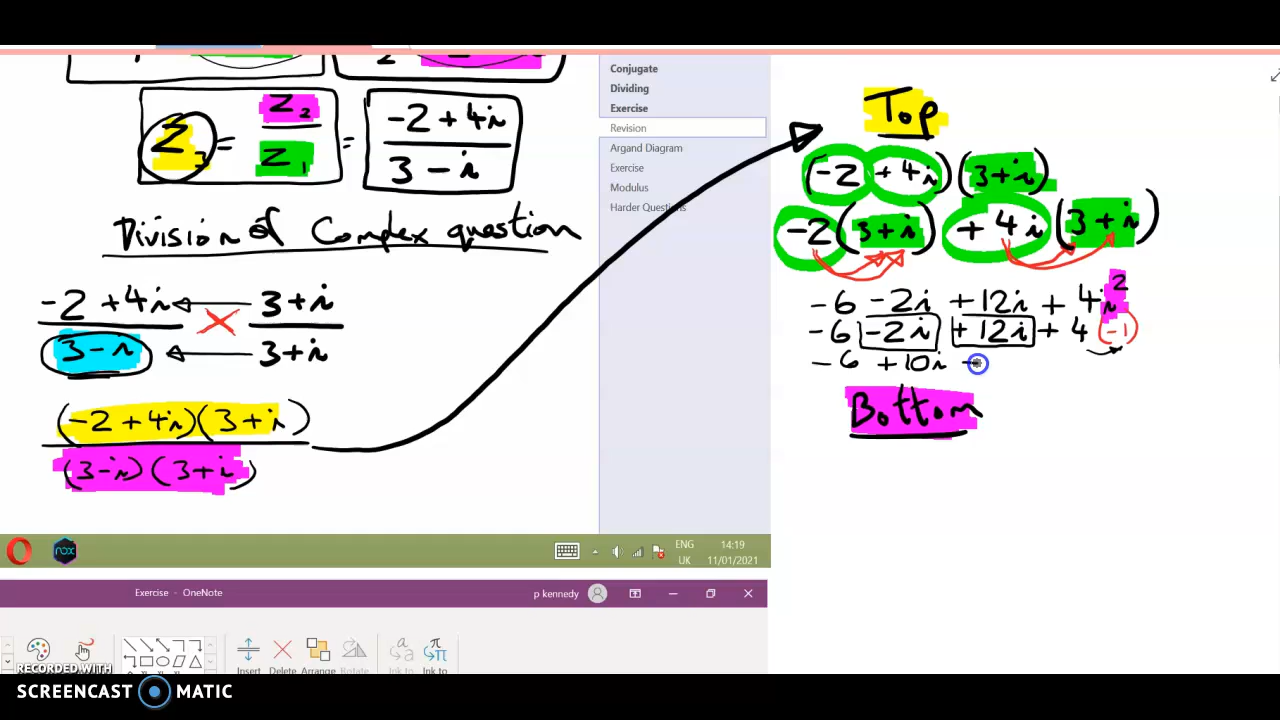 z₃ = z₂ / z₁ = -2 + 4i / 3 - i
Division of Complex question
-2 + 4i 3 + i
3 - i 3 + i
(-2 + 4i)(3 + i)
(3 - i)(3 + i)
Conjugate
Dividing
Exercise
Revision
Argand Diagram
Exercise
Modulus
Harder Questions
Top
(-2 + 4i)(3 + i)
-2(3 + i) + 4i(3 + i)
-6 -2i +12i + 4i²
-6 -2i +12i + 4(-1)
-6 +10i -
Bottom
ENG 14:19
UK 11/01/2021
Exercise - OneNote p kennedy
Insert Delete Arrange Rotate Ink to Ink to
RECORDED WITH
SCREENCAST MATIC